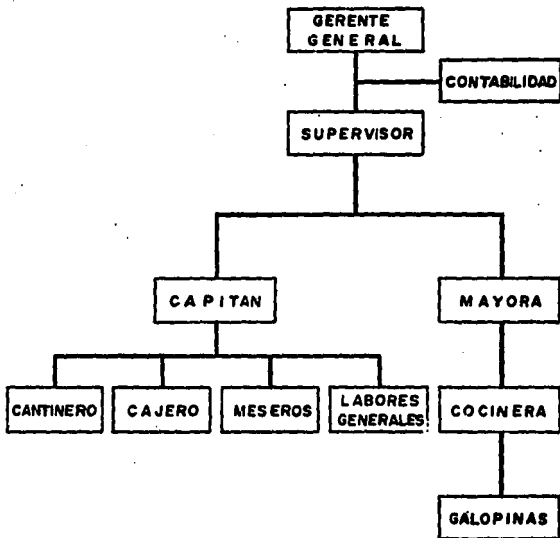 GERENTE
GENERAL
CONTABILIDAD
SUPERVISOR
CAPITAN
MAYORA
CANTINERO
CAJERO
MESEROS
LABORES
GENERALES
COCINERA
GALOPINAS